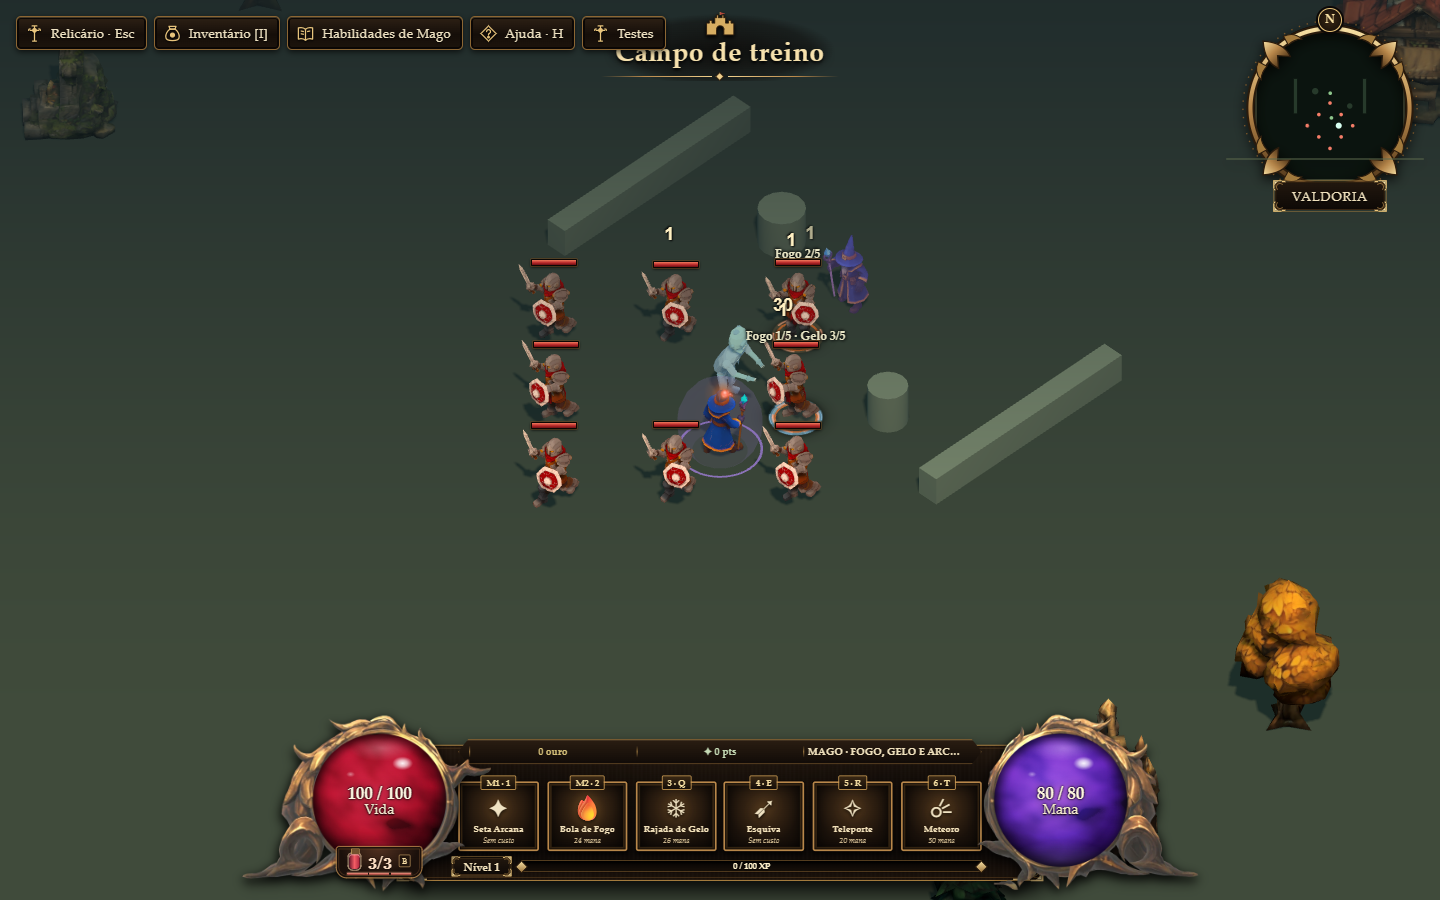 Relicário · Esc
Inventário [I]
Habilidades de Mago
Ajuda · H
Testes
Campo de treino
N
VALDORIA
1
1
1
Fogo 2/5
30
Fogo 1/5 · Gelo 3/5
0 ouro
✦ 0 pts
MAGO · FOGO, GELO E ARC...
100 / 100
Vida
3/3
B
M1 · 1
Seta Arcana
Sem custo
M2 · 2
Bola de Fogo
24 mana
3 · Q
Rajada de Gelo
26 mana
4 · E
Esquiva
Sem custo
5 · R
Teleporte
20 mana
6 · T
Meteoro
50 mana
80 / 80
Mana
Nível 1
0 / 100 XP